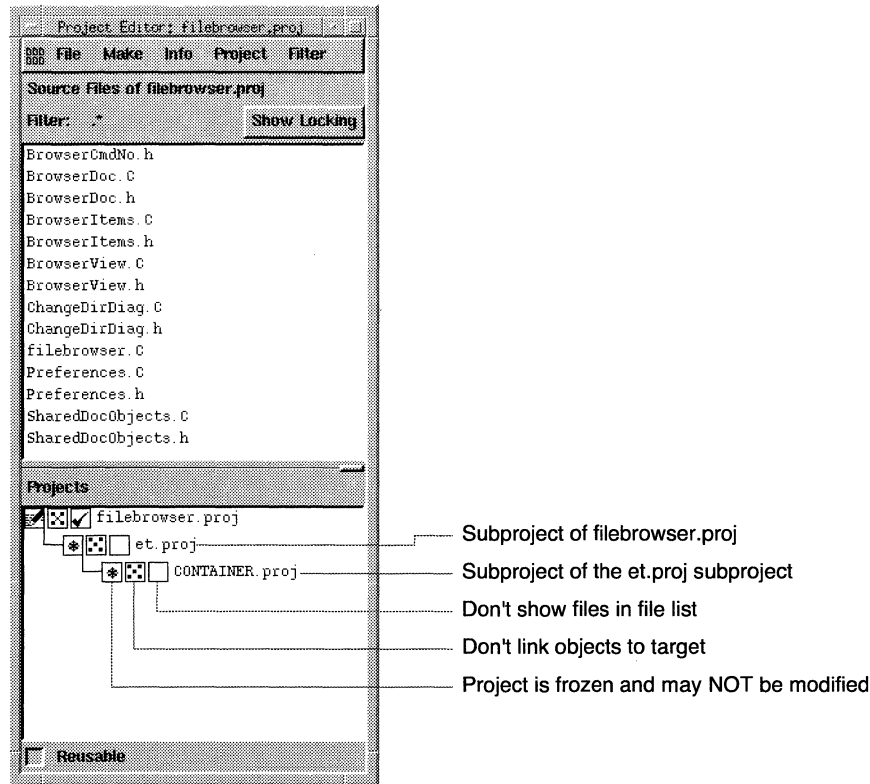 Project Editor: filebrowser.proj
File Make Info Project Filter
Source Files of filebrowser.proj
Filter: .*
Show Locking
BrowserCmdNo.h
BrowserDoc.C
BrowserDoc.h
BrowserItems.C
BrowserItems.h
BrowserView.C
BrowserView.h
ChangeDirDiag.C
ChangeDirDiag.h
filebrowser.C
Preferences.C
Preferences.h
SharedDocObjects.C
SharedDocObjects.h
Projects
filebrowser.proj
et.proj
Subproject of filebrowser.proj
CONTAINER.proj
Subproject of the et.proj subproject
Don't show files in file list
Don't link objects to target
Project is frozen and may NOT be modified
Reusable